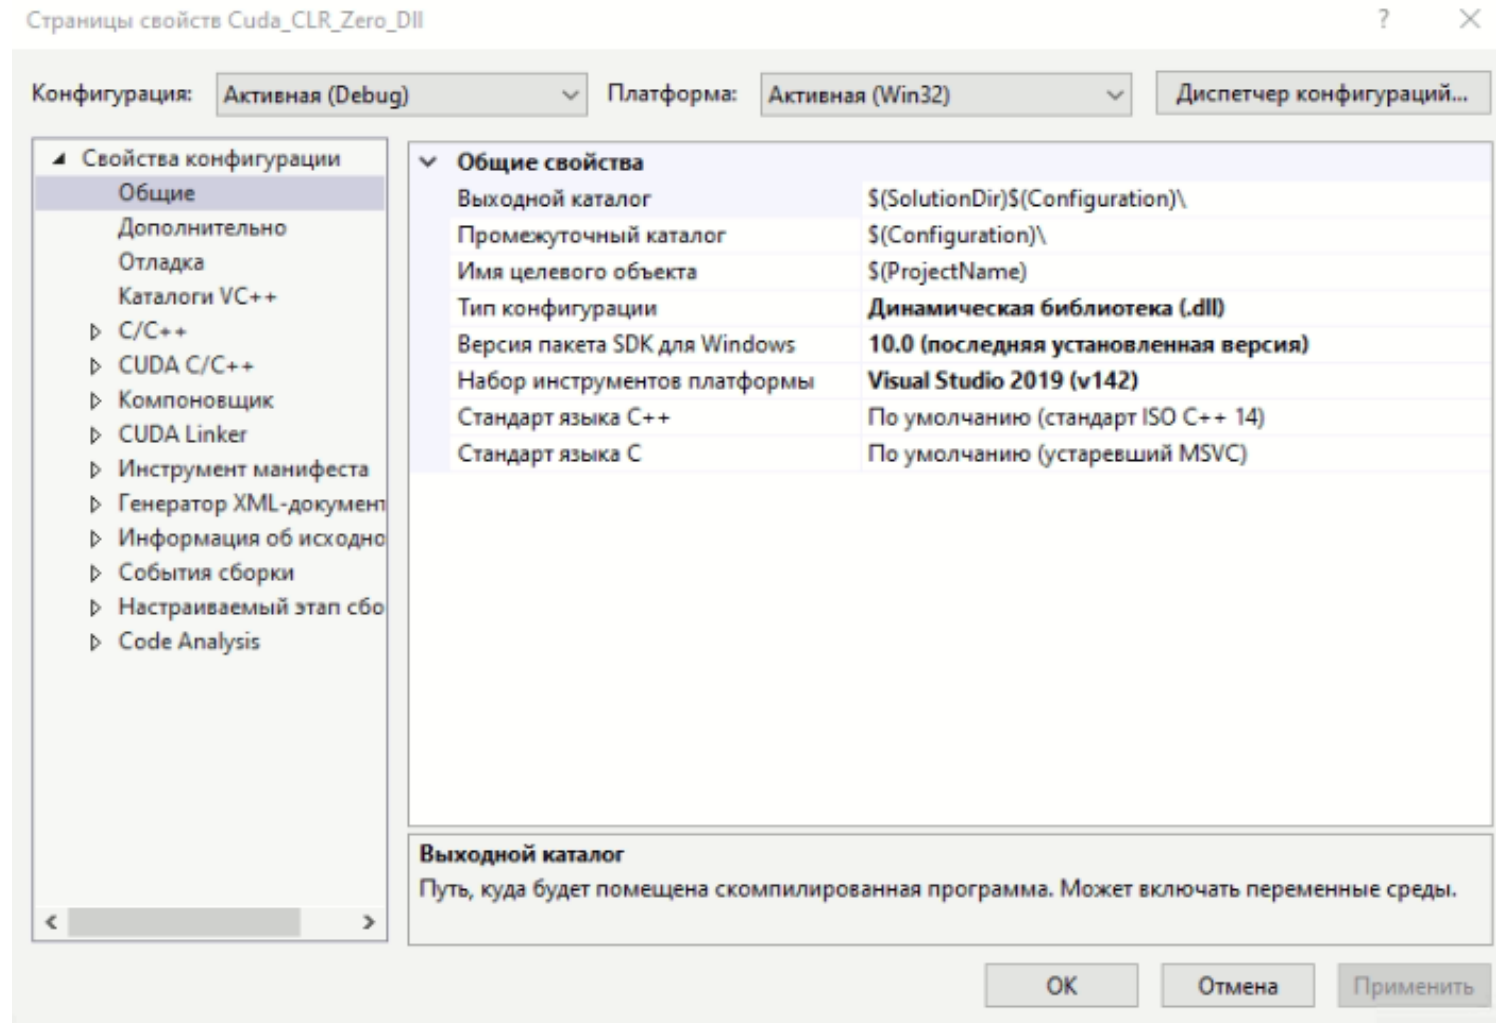 Страницы свойств Cuda_CLR_Zero_Dll
?
Конфигурация: Активная (Debug) Платформа: Активная (Win32) Диспетчер конфигураций...
Свойства конфигурации
Общие
Дополнительно
Отладка
Каталоги VC++
C/C++
CUDA C/C++
Компоновщик
CUDA Linker
Инструмент манифеста
Генератор XML-документ
Информация об исходно
События сборки
Настраиваемый этап сбо
Code Analysis
Общие свойства
Выходной каталог $(SolutionDir)$(Configuration)\
Промежуточный каталог $(Configuration)\
Имя целевого объекта $(ProjectName)
Тип конфигурации Динамическая библиотека (.dll)
Версия пакета SDK для Windows 10.0 (последняя установленная версия)
Набор инструментов платформы Visual Studio 2019 (v142)
Стандарт языка C++ По умолчанию (стандарт ISO C++ 14)
Стандарт языка C По умолчанию (устаревший MSVC)
Выходной каталог
Путь, куда будет помещена скомпилированная программа. Может включать переменные среды.
ОК Отмена Применить